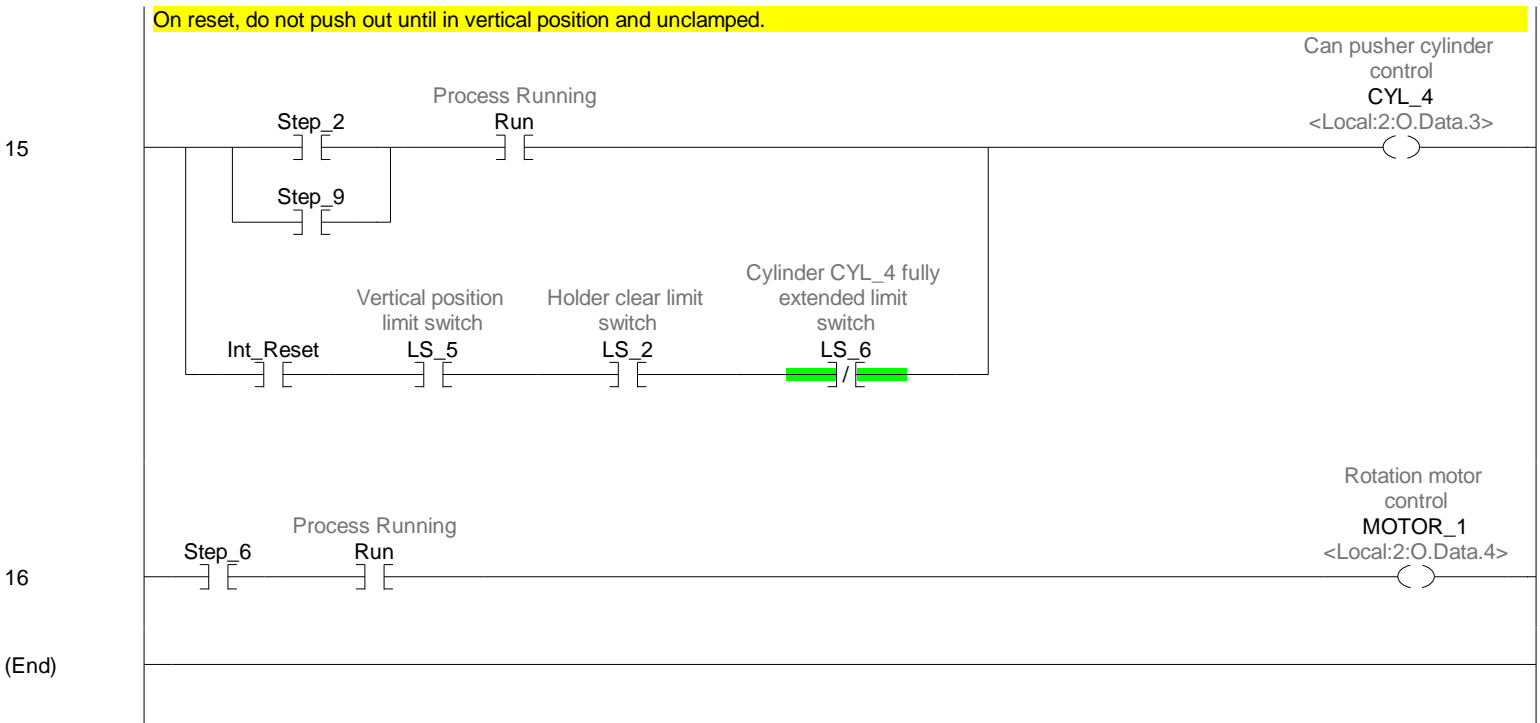 On reset, do not push out until in vertical position and unclamped.
Can pusher cylinder
control
CYL_4
<Local:2:O.Data.3>
Process Running
Run
Step_2
15
Step_9
Int_Reset
Vertical position
limit switch
LS_5
Holder clear limit
switch
LS_2
Cylinder CYL_4 fully
extended limit
switch
LS_6
/
Rotation motor
control
MOTOR_1
<Local:2:O.Data.4>
Process Running
Run
Step_6
16
(End)